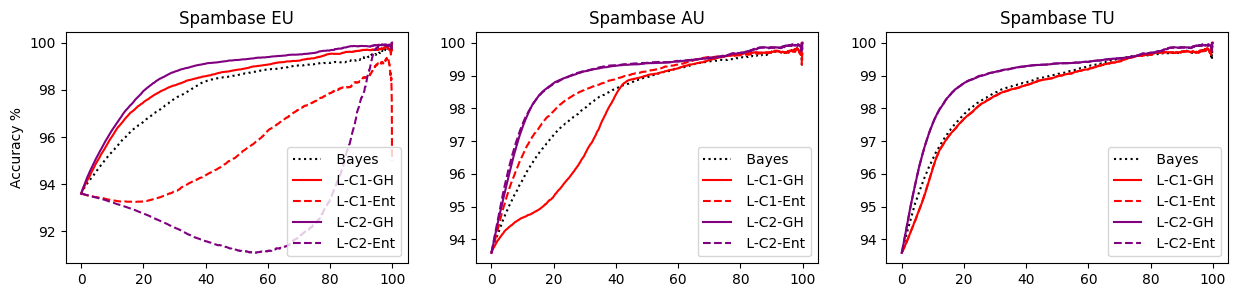 Spambase EU
Accuracy %
100
98
96
94
92
0
20
40
60
80
100
Bayes
L-C1-GH
L-C1-Ent
L-C2-GH
L-C2-Ent
Spambase AU
100
99
98
97
96
95
94
0
20
40
60
80
100
Bayes
L-C1-GH
L-C1-Ent
L-C2-GH
L-C2-Ent
Spambase TU
100
99
98
97
96
95
94
0
20
40
60
80
100
Bayes
L-C1-GH
L-C1-Ent
L-C2-GH
L-C2-Ent